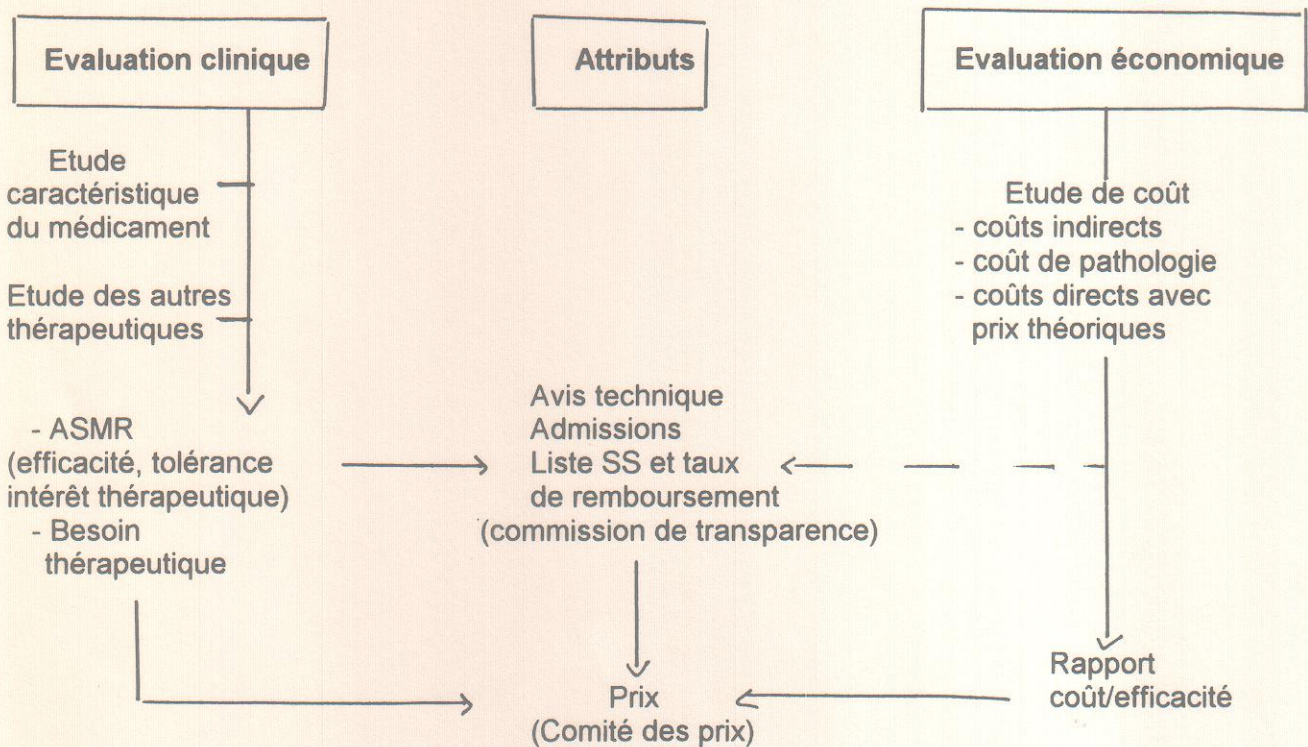 Evaluation clinique
Attributs
Evaluation économique
Etude
caractéristique
du médicament
Etude des autres
thérapeutiques
- ASMR
(efficacité, tolérance
intérêt thérapeutique)
- Besoin
thérapeutique
Avis technique
Admissions
Liste SS et taux
de remboursement
(commission de transparence)
Prix
(Comité des prix)
Etude de coût
- coûts indirects
- coût de pathologie
- coûts directs avec
prix théoriques
Rapport
coût/efficacité